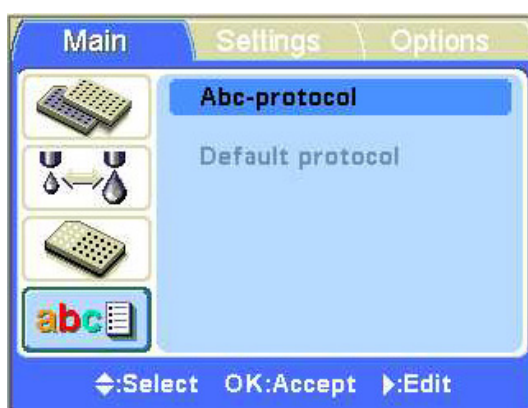 Main Settings Options
Abc-protocol
Default protocol
abc
:Select OK:Accept :Edit